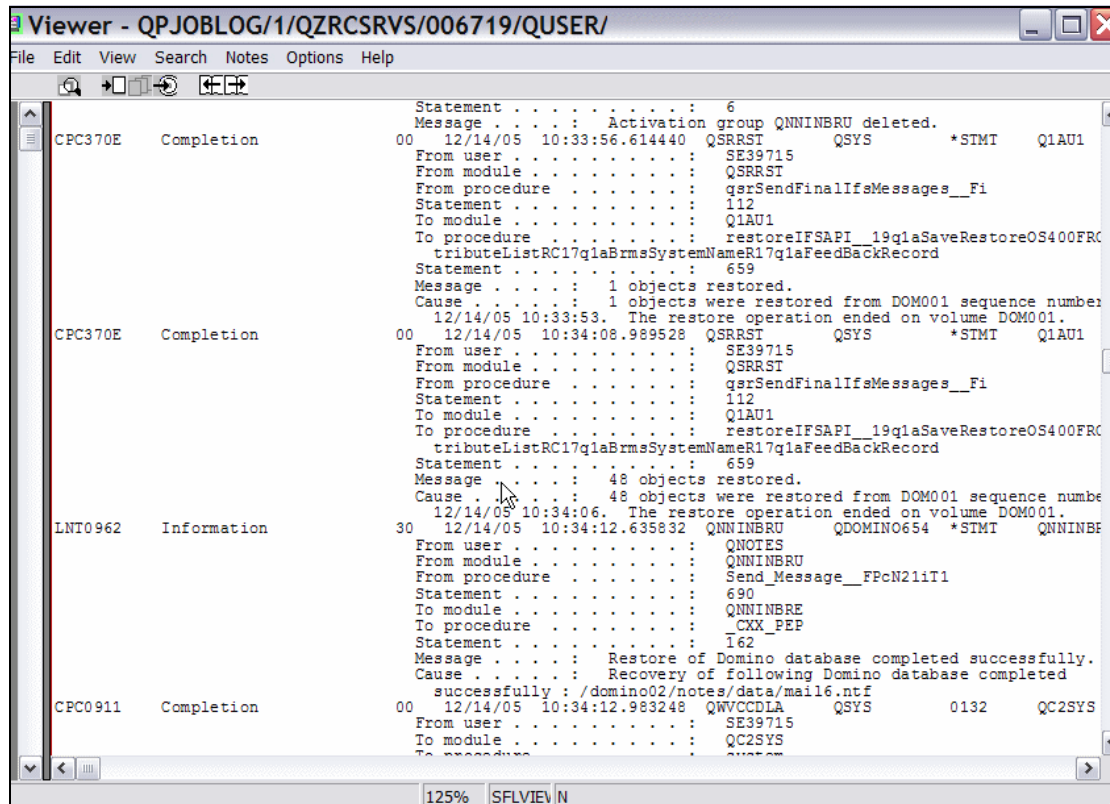 Viewer - QPJOBLOG/1/QZRCSRVS/006719/QUSER/
File Edit View Search Notes Options Help
Statement . . . . . . . . . : 6
Message . . . . : Activation group QNNINBRU deleted.
CPC370E Completion 00 12/14/05 10:33:56.614440 QSRRST QSYS *STMT Q1AU1
From user . . . . . . . . . : SE39715
From module . . . . . . . . : QSRRST
From procedure . . . . . . : qsrSendFinalIfsMessages__Fi
Statement . . . . . . . . . : 112
To module . . . . . . . . . : Q1AU1
To procedure . . . . . . . : restoreIFSAPI__19q1aSaveRestoreOS400FRC
tributeListRC17q1aBrmsSystemNameR17q1aFeedBackRecord
Statement . . . . . . . . . : 659
Message . . . . : 1 objects restored.
Cause . . . . . : 1 objects were restored from DOM001 sequence number
12/14/05 10:33:53. The restore operation ended on volume DOM001.
CPC370E Completion 00 12/14/05 10:34:08.989528 QSRRST QSYS *STMT Q1AU1
From user . . . . . . . . . : SE39715
From module . . . . . . . . : QSRRST
From procedure . . . . . . : qsrSendFinalIfsMessages__Fi
Statement . . . . . . . . . : 112
To module . . . . . . . . . : Q1AU1
To procedure . . . . . . . : restoreIFSAPI__19q1aSaveRestoreOS400FRC
tributeListRC17q1aBrmsSystemNameR17q1aFeedBackRecord
Statement . . . . . . . . . : 659
Message . . . . : 48 objects restored.
Cause . . . . . : 48 objects were restored from DOM001 sequence numbe
12/14/05 10:34:06. The restore operation ended on volume DOM001.
LNT0962 Information 30 12/14/05 10:34:12.635832 QNNINBRU QDOMINO654 *STMT QNNINBR
From user . . . . . . . . . : QNOTES
From module . . . . . . . . : QNNINBRU
From procedure . . . . . . : Send_Message__FPcN21iT1
Statement . . . . . . . . . : 690
To module . . . . . . . . . : QNNINBRE
To procedure . . . . . . . : _CXX_PEP
Statement . . . . . . . . . : 162
Message . . . . : Restore of Domino database completed successfully.
Cause . . . . . : Recovery of following Domino database completed
successfully : /domino02/notes/data/mail6.ntf
CPC0911 Completion 00 12/14/05 10:34:12.983248 QWVCCDLA QSYS 0132 QC2SYS
From user . . . . . . . . . : SE39715
To module . . . . . . . . . : QC2SYS
To procedure . . . . . . . : system
125% SFLVIEW N